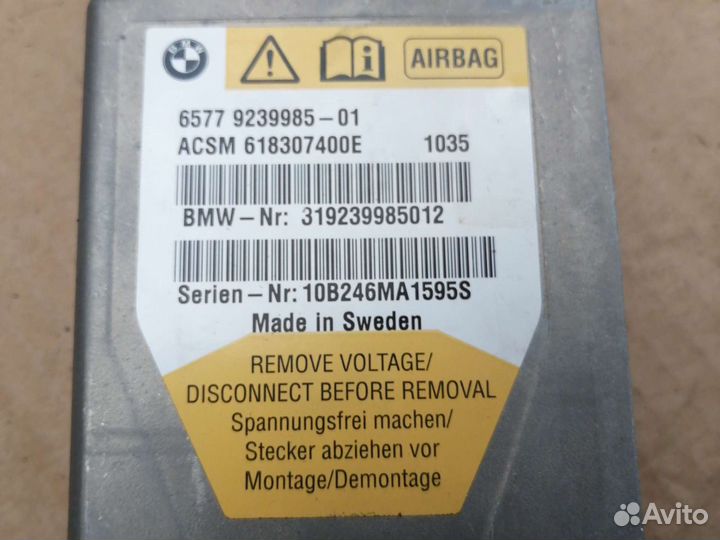 BMW
AIRBAG
6577 9239985-01
ACSM 618307400E 1035
BMW-Nr: 319239985012
Serien-Nr: 10B246MA1595S
Made in Sweden
REMOVE VOLTAGE/
DISCONNECT BEFORE REMOVAL
Spannungsfrei machen/
Stecker abziehen vor
Montage/Demontage
Avito